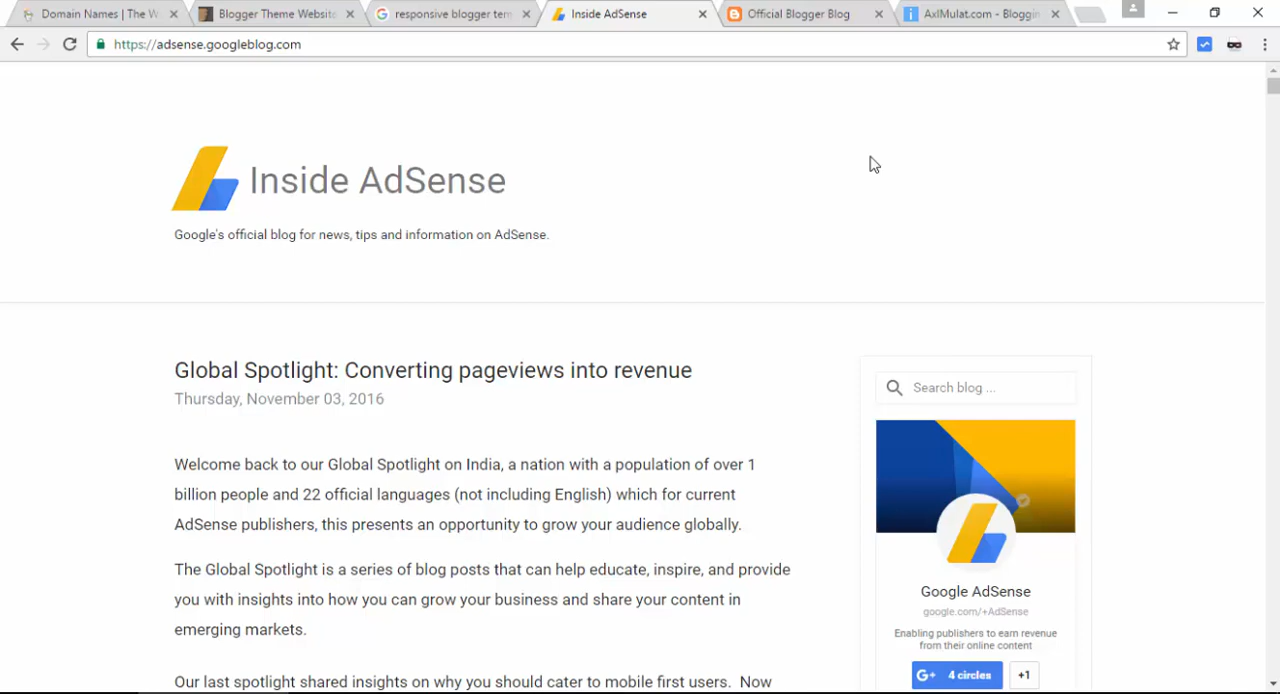 Domain Names | The W
Blogger Theme Website
responsive blogger tem
Inside AdSense
Official Blogger Blog
AxlMulat.com - Bloggin
https://adsense.googleblog.com
Inside AdSense
Google's official blog for news, tips and information on AdSense.
Global Spotlight: Converting pageviews into revenue
Thursday, November 03, 2016
Welcome back to our Global Spotlight on India, a nation with a population of over 1
billion people and 22 official languages (not including English) which for current
AdSense publishers, this presents an opportunity to grow your audience globally.
The Global Spotlight is a series of blog posts that can help educate, inspire, and provide
you with insights into how you can grow your business and share your content in
emerging markets.
Our last spotlight shared insights on why you should cater to mobile first users. Now
Search blog ...
Google AdSense
google.com/+AdSense
Enabling publishers to earn revenue
from their online content
G+ 4 circles
+1